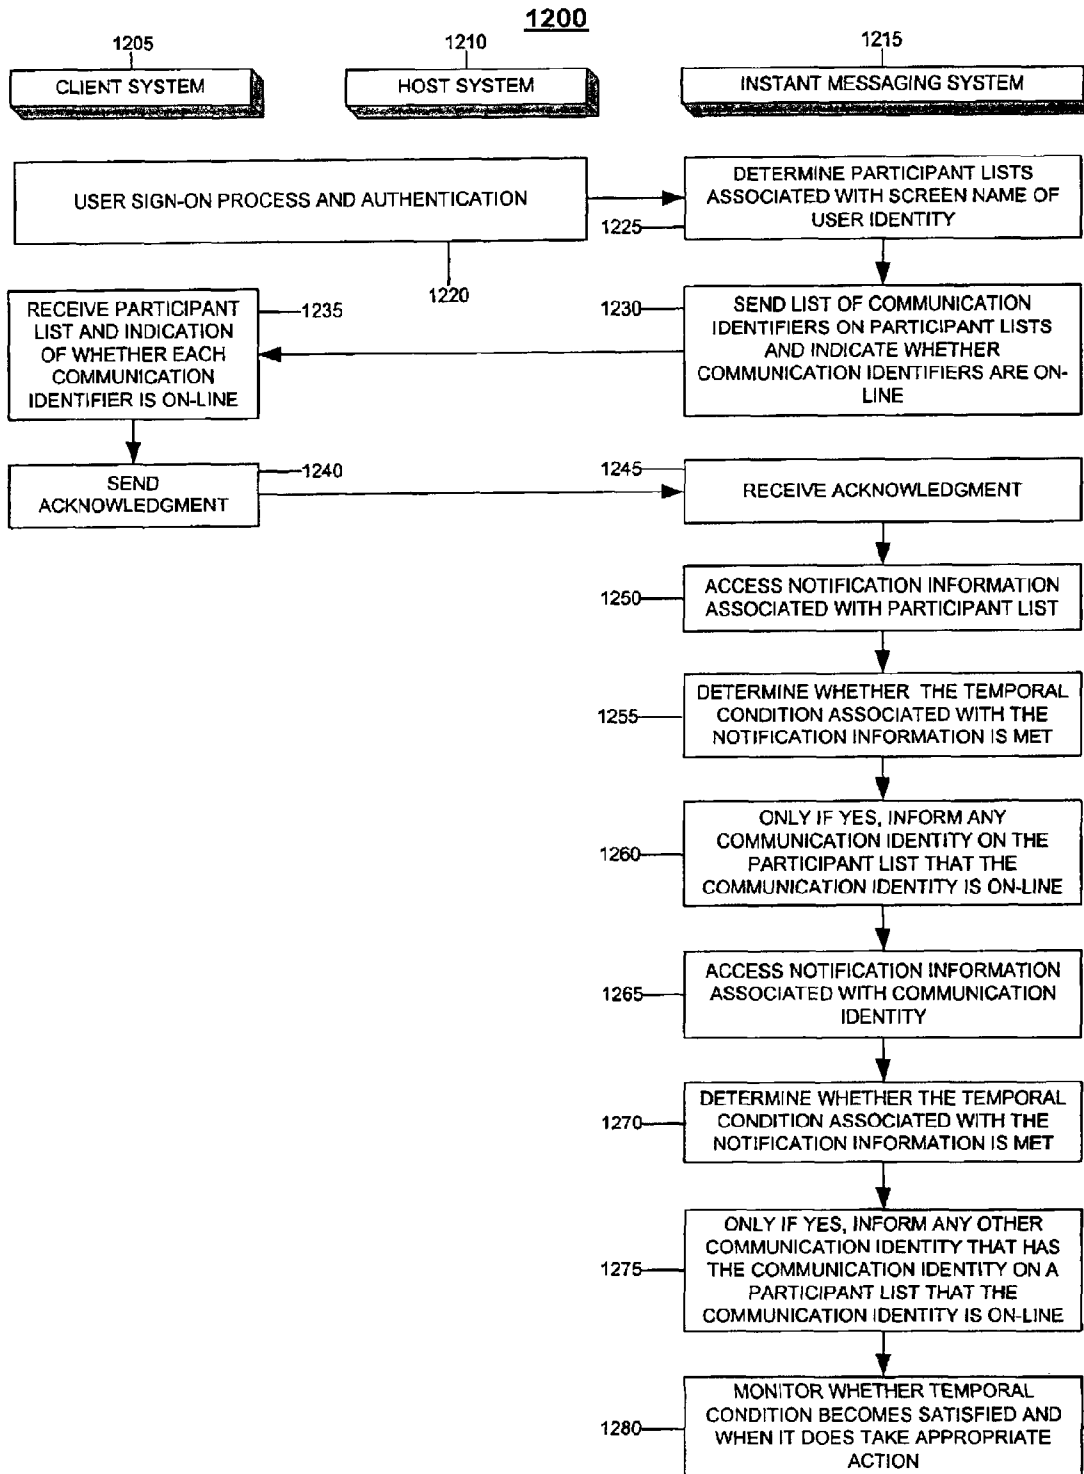 1200
1205
1210
1215
CLIENT SYSTEM
HOST SYSTEM
INSTANT MESSAGING SYSTEM
USER SIGN-ON PROCESS AND AUTHENTICATION
1220
DETERMINE PARTICIPANT LISTS
ASSOCIATED WITH SCREEN NAME OF
USER IDENTITY
1225
1230
SEND LIST OF COMMUNICATION
IDENTIFIERS ON PARTICIPANT LISTS
AND INDICATE WHETHER
COMMUNICATION IDENTIFIERS ARE ON-
LINE
RECEIVE PARTICIPANT
LIST AND INDICATION
OF WHETHER EACH
COMMUNICATION
IDENTIFIER IS ON-LINE
1235
SEND
ACKNOWLEDGMENT
1240
1245
RECEIVE ACKNOWLEDGMENT
1250
ACCESS NOTIFICATION INFORMATION
ASSOCIATED WITH PARTICIPANT LIST
1255
DETERMINE WHETHER THE TEMPORAL
CONDITION ASSOCIATED WITH THE
NOTIFICATION INFORMATION IS MET
1260
ONLY IF YES, INFORM ANY
COMMUNICATION IDENTITY ON THE
PARTICIPANT LIST THAT THE
COMMUNICATION IDENTITY IS ON-LINE
1265
ACCESS NOTIFICATION INFORMATION
ASSOCIATED WITH COMMUNICATION
IDENTITY
1270
DETERMINE WHETHER THE TEMPORAL
CONDITION ASSOCIATED WITH THE
NOTIFICATION INFORMATION IS MET
1275
ONLY IF YES, INFORM ANY OTHER
COMMUNICATION IDENTITY THAT HAS
THE COMMUNICATION IDENTITY ON A
PARTICIPANT LIST THAT THE
COMMUNICATION IDENTITY IS ON-LINE
1280
MONITOR WHETHER TEMPORAL
CONDITION BECOMES SATISFIED AND
WHEN IT DOES TAKE APPROPRIATE
ACTION